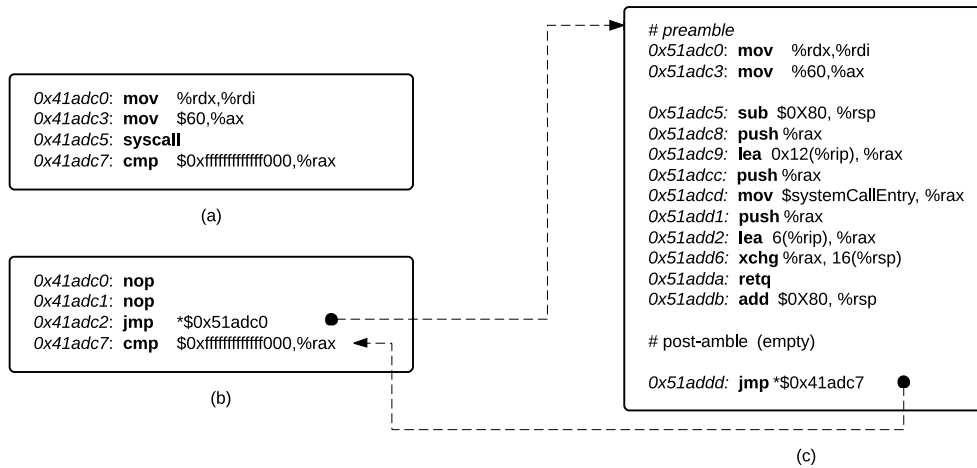 0x41adc0: mov %rdx,%rdi
0x41adc3: mov $60,%ax
0x41adc5: syscall
0x41adc7: cmp $0xfffffffffffff000,%rax
(a)
0x41adc0: nop
0x41adc1: nop
0x41adc2: jmp *$0x51adc0
0x41adc7: cmp $0xfffffffffffff000,%rax
(b)
# preamble
0x51adc0: mov %rdx,%rdi
0x51adc3: mov %60,%ax
0x51adc5: sub $0X80, %rsp
0x51adc8: push %rax
0x51adc9: lea 0x12(%rip), %rax
0x51adcc: push %rax
0x51adcd: mov $systemCallEntry, %rax
0x51add1: push %rax
0x51add2: lea 6(%rip), %rax
0x51add6: xchg %rax, 16(%rsp)
0x51adda: retq
0x51addb: add $0X80, %rsp
# post-amble (empty)
0x51addd: jmp *$0x41adc7
(c)